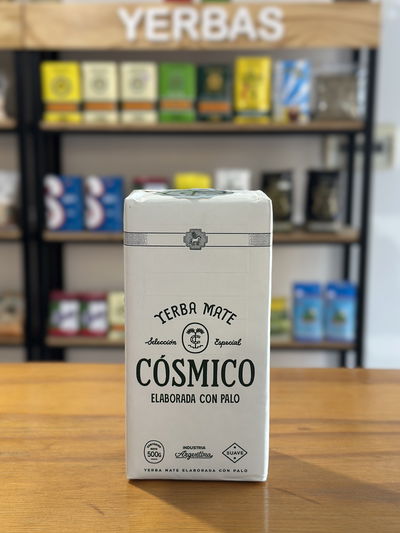 YERBAS
YERBA MATE
Selección Especial
CÓSMICO
ELABORADA CON PALO
500g
INDUSTRIA
Argentina
SUAVE
YERBA MATE ELABORADA CON PALO